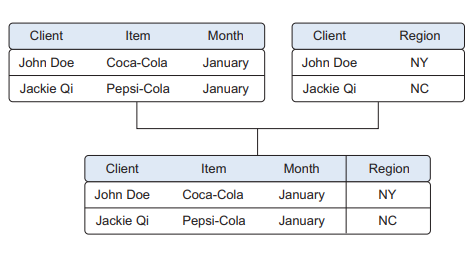 Client Item Month
John Doe Coca-Cola January
Jackie Qi Pepsi-Cola January
Client Region
John Doe NY
Jackie Qi NC
Client Item Month Region
John Doe Coca-Cola January NY
Jackie Qi Pepsi-Cola January NC